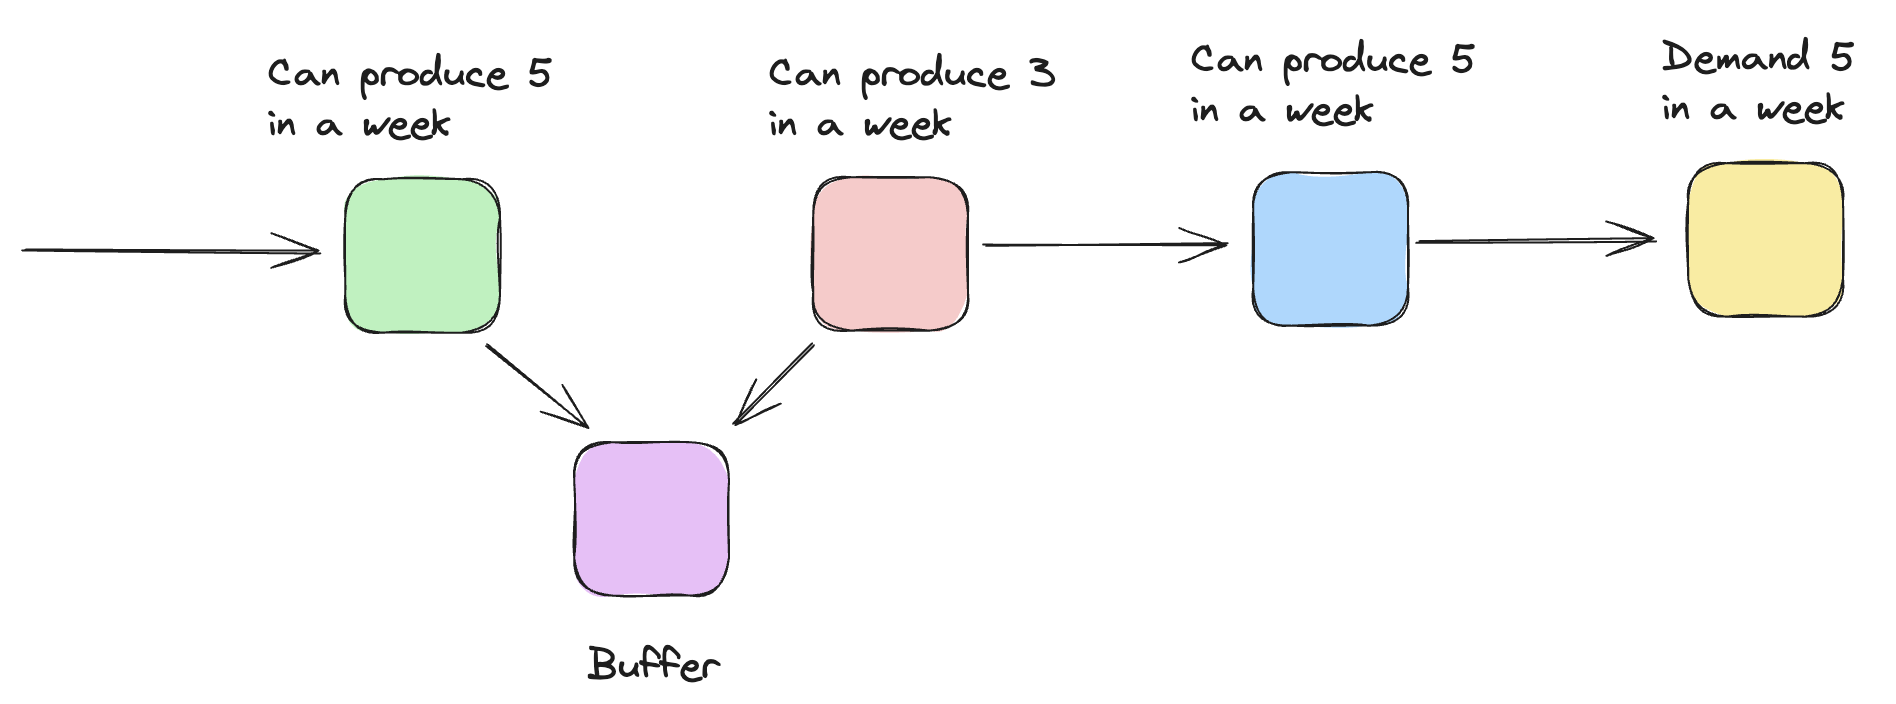 Can produce 5
in a week
Can produce 3
in a week
Can produce 5
in a week
Demand 5
in a week
Buffer